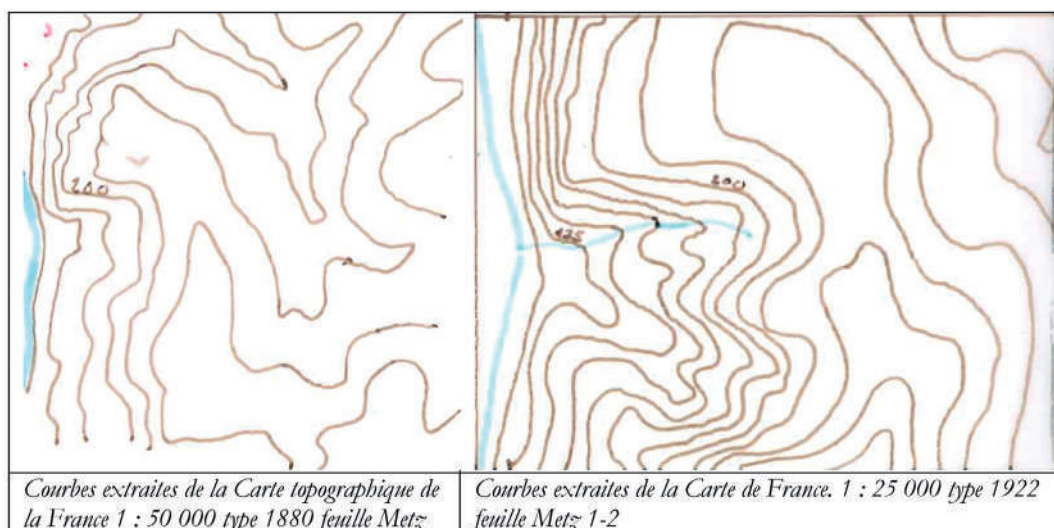 200
200
175
Courbes extraites de la Carte topographique de
la France 1 : 50 000 type 1880 feuille Metz
Courbes extraites de la Carte de France. 1 : 25 000 type 1922
feuille Metz 1-2